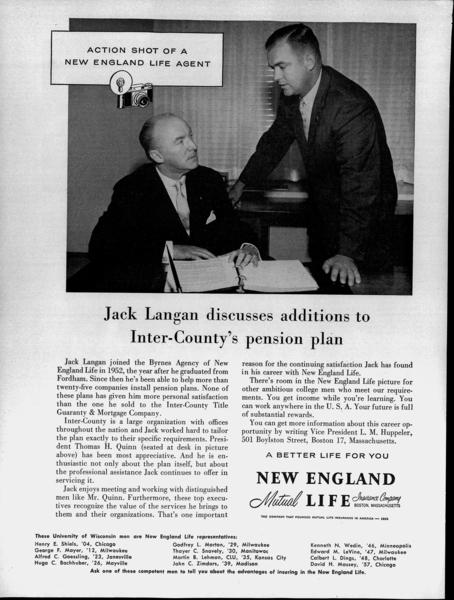 ACTION SHOT OF A
NEW ENGLAND LIFE AGENT
Jack Langan discusses additions to
Inter-County's pension plan
Jack Langan joined the Byrnes Agency of New
England Life in 1952, the year after he graduated from
Fordham. Since then he's been able to help more than
twenty-five companies install pension plans. None of
these plans has given him more personal satisfaction
than the one he sold to the Inter-County Title
Guaranty & Mortgage Company.
Inter-County is a large organization with offices
throughout the nation and Jack worked hard to tailor
the plan exactly to their specific requirements. Presi-
dent Thomas H. Quinn (seated at desk in picture
above) has been most appreciative. And he is en-
thusiastic not only about the plan itself, but about
the professional assistance Jack continues to offer in
servicing it.
Jack enjoys meeting and working with distinguished
men like Mr. Quinn. Furthermore, these top execu-
tives recognize the value of the service he brings to
them and their organizations. That's one important
reason for the continuing satisfaction Jack has found
in his career with New England Life.
There's room in the New England Life picture for
other ambitious college men who meet our require-
ments. You get income while you're learning. You
can work anywhere in the U. S. A. Your future is full
of substantial rewards.
You can get more information about this career op-
portunity by writing Vice President L. M. Huppeler,
501 Boylston Street, Boston 17, Massachusetts.
A BETTER LIFE FOR YOU
NEW ENGLAND
Mutual LIFE Insurance Company
BOSTON, MASSACHUSETTS
THE COMPANY THAT FOUNDED MUTUAL LIFE INSURANCE IN AMERICA — 1835
These University of Wisconsin men are New England Life representatives:
Henry E. Shiels, '04, Chicago
George F. Mayer, '12, Milwaukee
Alfred C. Goessling, '23, Janesville
Hugo C. Bachhuber, '26, Mayville
Godfrey L. Morton, '29, Milwaukee
Thayer C. Snavely, '30, Manitowoc
Martin B. Lehman, CLU, '35, Kansas City
John C. Zimdars, '39, Madison
Kenneth N. Wedin, '46, Minneapolis
Edward M. LeVine, '47, Milwaukee
Calbert L. Dings, '48, Charlotte
David H. Massey, '57, Chicago
Ask one of these competent men to tell you about the advantages of insuring in the New England Life.